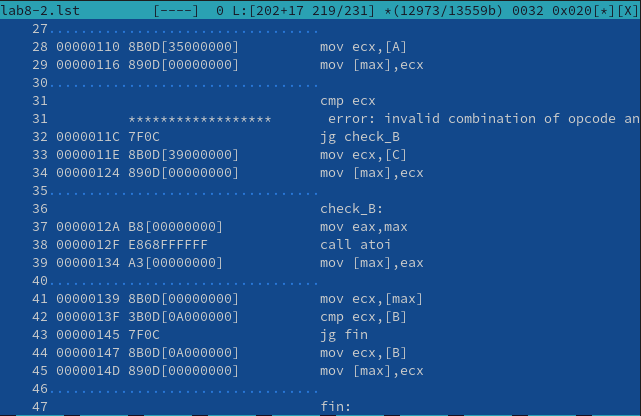 lab8-2.lst [----] 0 L:[202+17 219/231] *(12973/13559b) 0032 0x020[*][X]
27
28 00000110 8B0D[35000000] mov ecx,[A]
29 00000116 890D[00000000] mov [max],ecx
30
31 cmp ecx
31 ****************** error: invalid combination of opcode an
32 0000011C 7F0C jg check_B
33 0000011E 8B0D[39000000] mov ecx,[C]
34 00000124 890D[00000000] mov [max],ecx
35
36 check_B:
37 0000012A B8[00000000] mov eax,max
38 0000012F E868FFFFFF call atoi
39 00000134 A3[00000000] mov [max],eax
40
41 00000139 8B0D[00000000] mov ecx,[max]
42 0000013F 3B0D[0A000000] cmp ecx,[B]
43 00000145 7F0C jg fin
44 00000147 8B0D[0A000000] mov ecx,[B]
45 0000014D 890D[00000000] mov [max],ecx
46
47 fin: